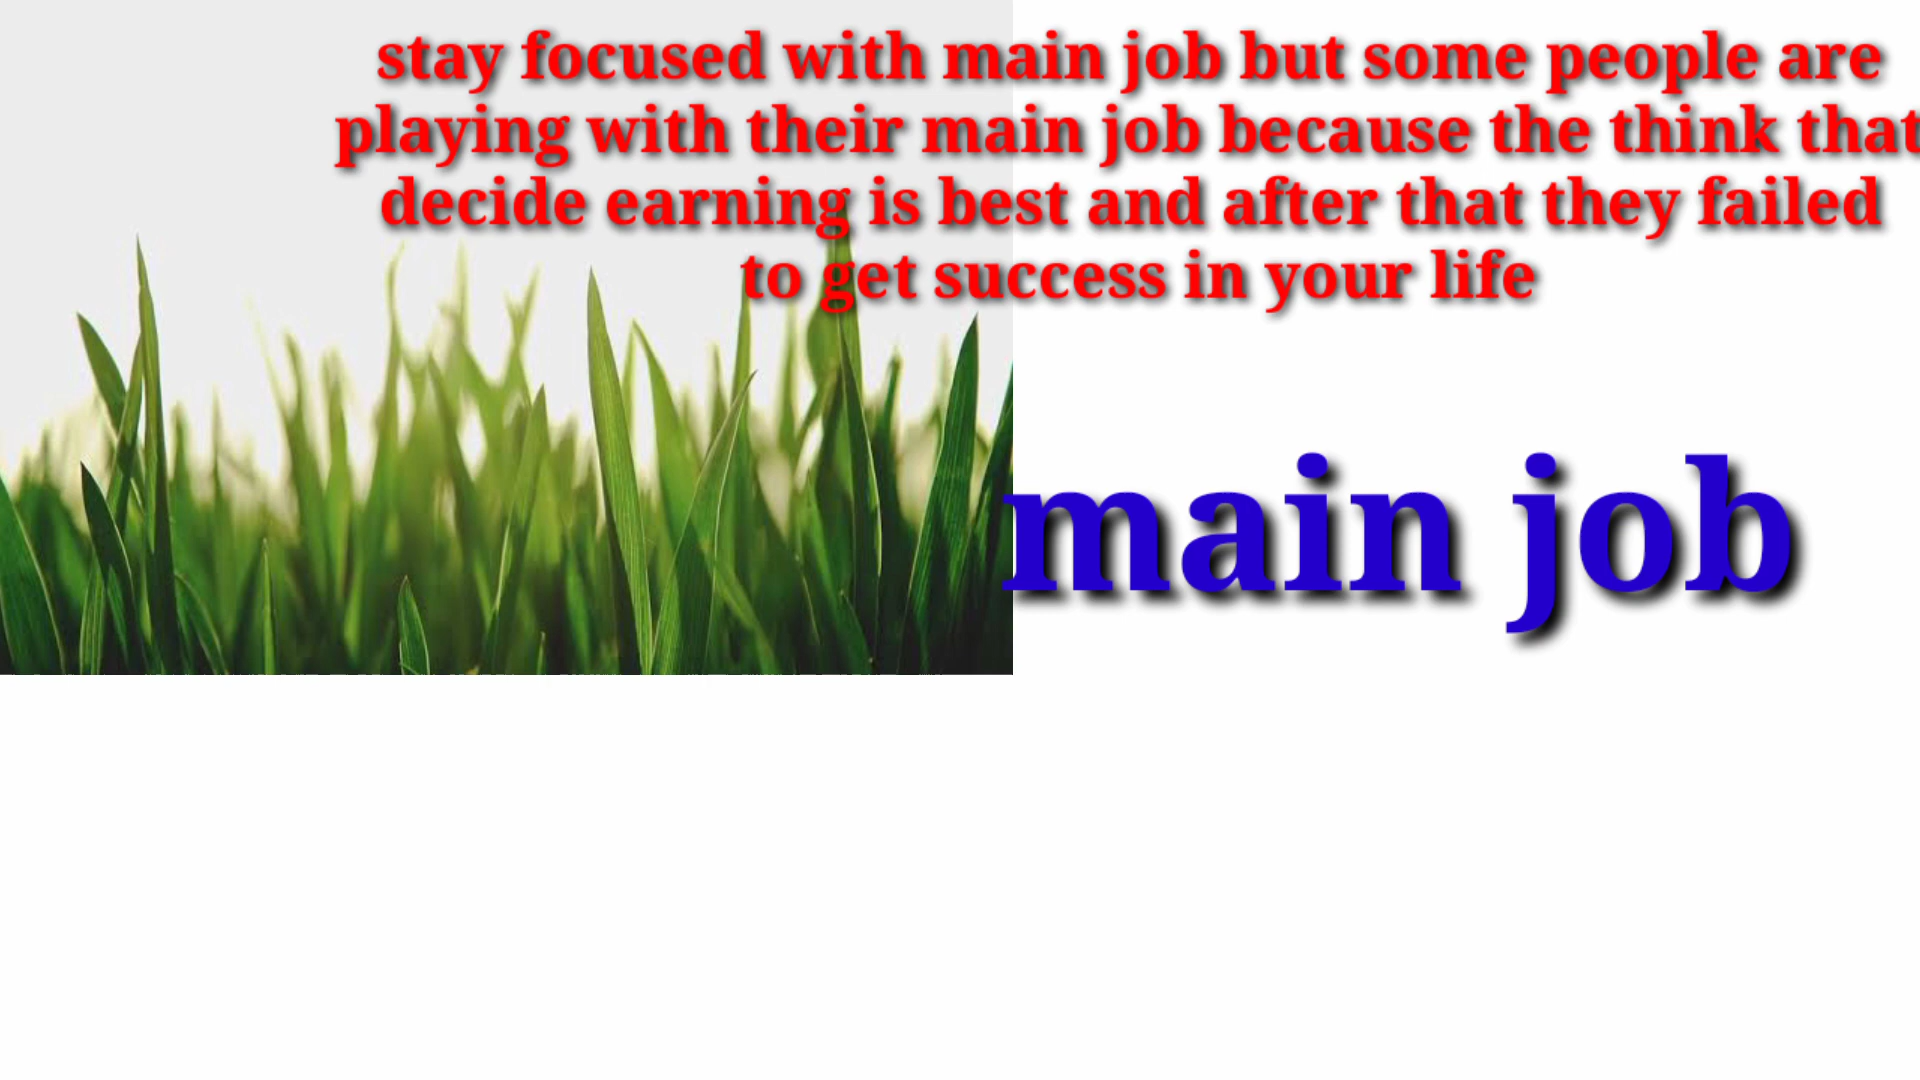 stay focused with main job but some people are
playing with their main job because the think that
decide earning is best and after that they failed
to get success in your life
main job